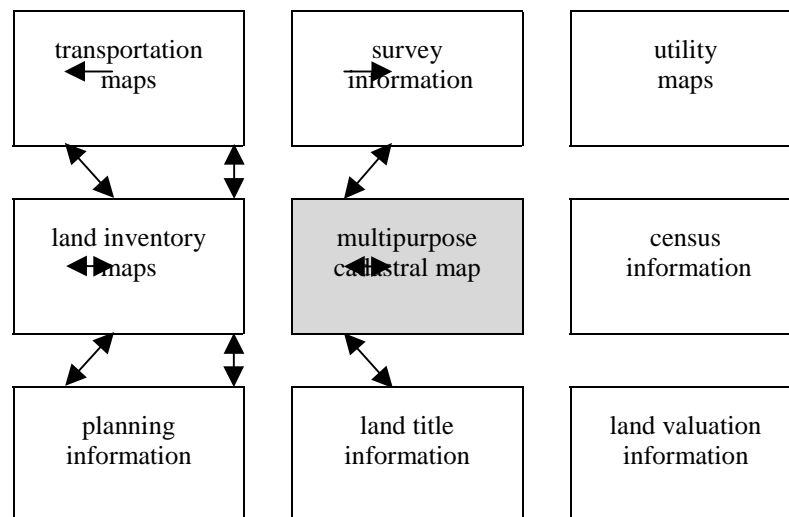 transportation
maps
survey
information
utility
maps
land inventory
maps
multipurpose
cadastral map
census
information
planning
information
land title
information
land valuation
information